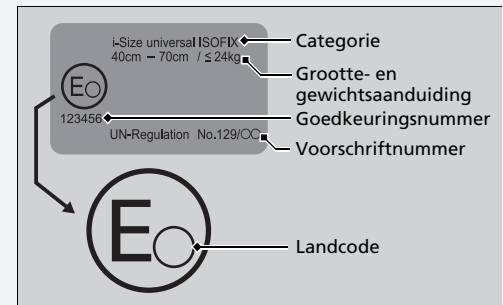 i-Size universal ISOFIX
40cm – 70cm / ≤ 24kg
E
123456
UN-Regulation No.129/○○
E
Categorie
Grootte- en
gewichtsaanduiding
Goedkeuringsnummer
Voorschriftnummer
Landcode